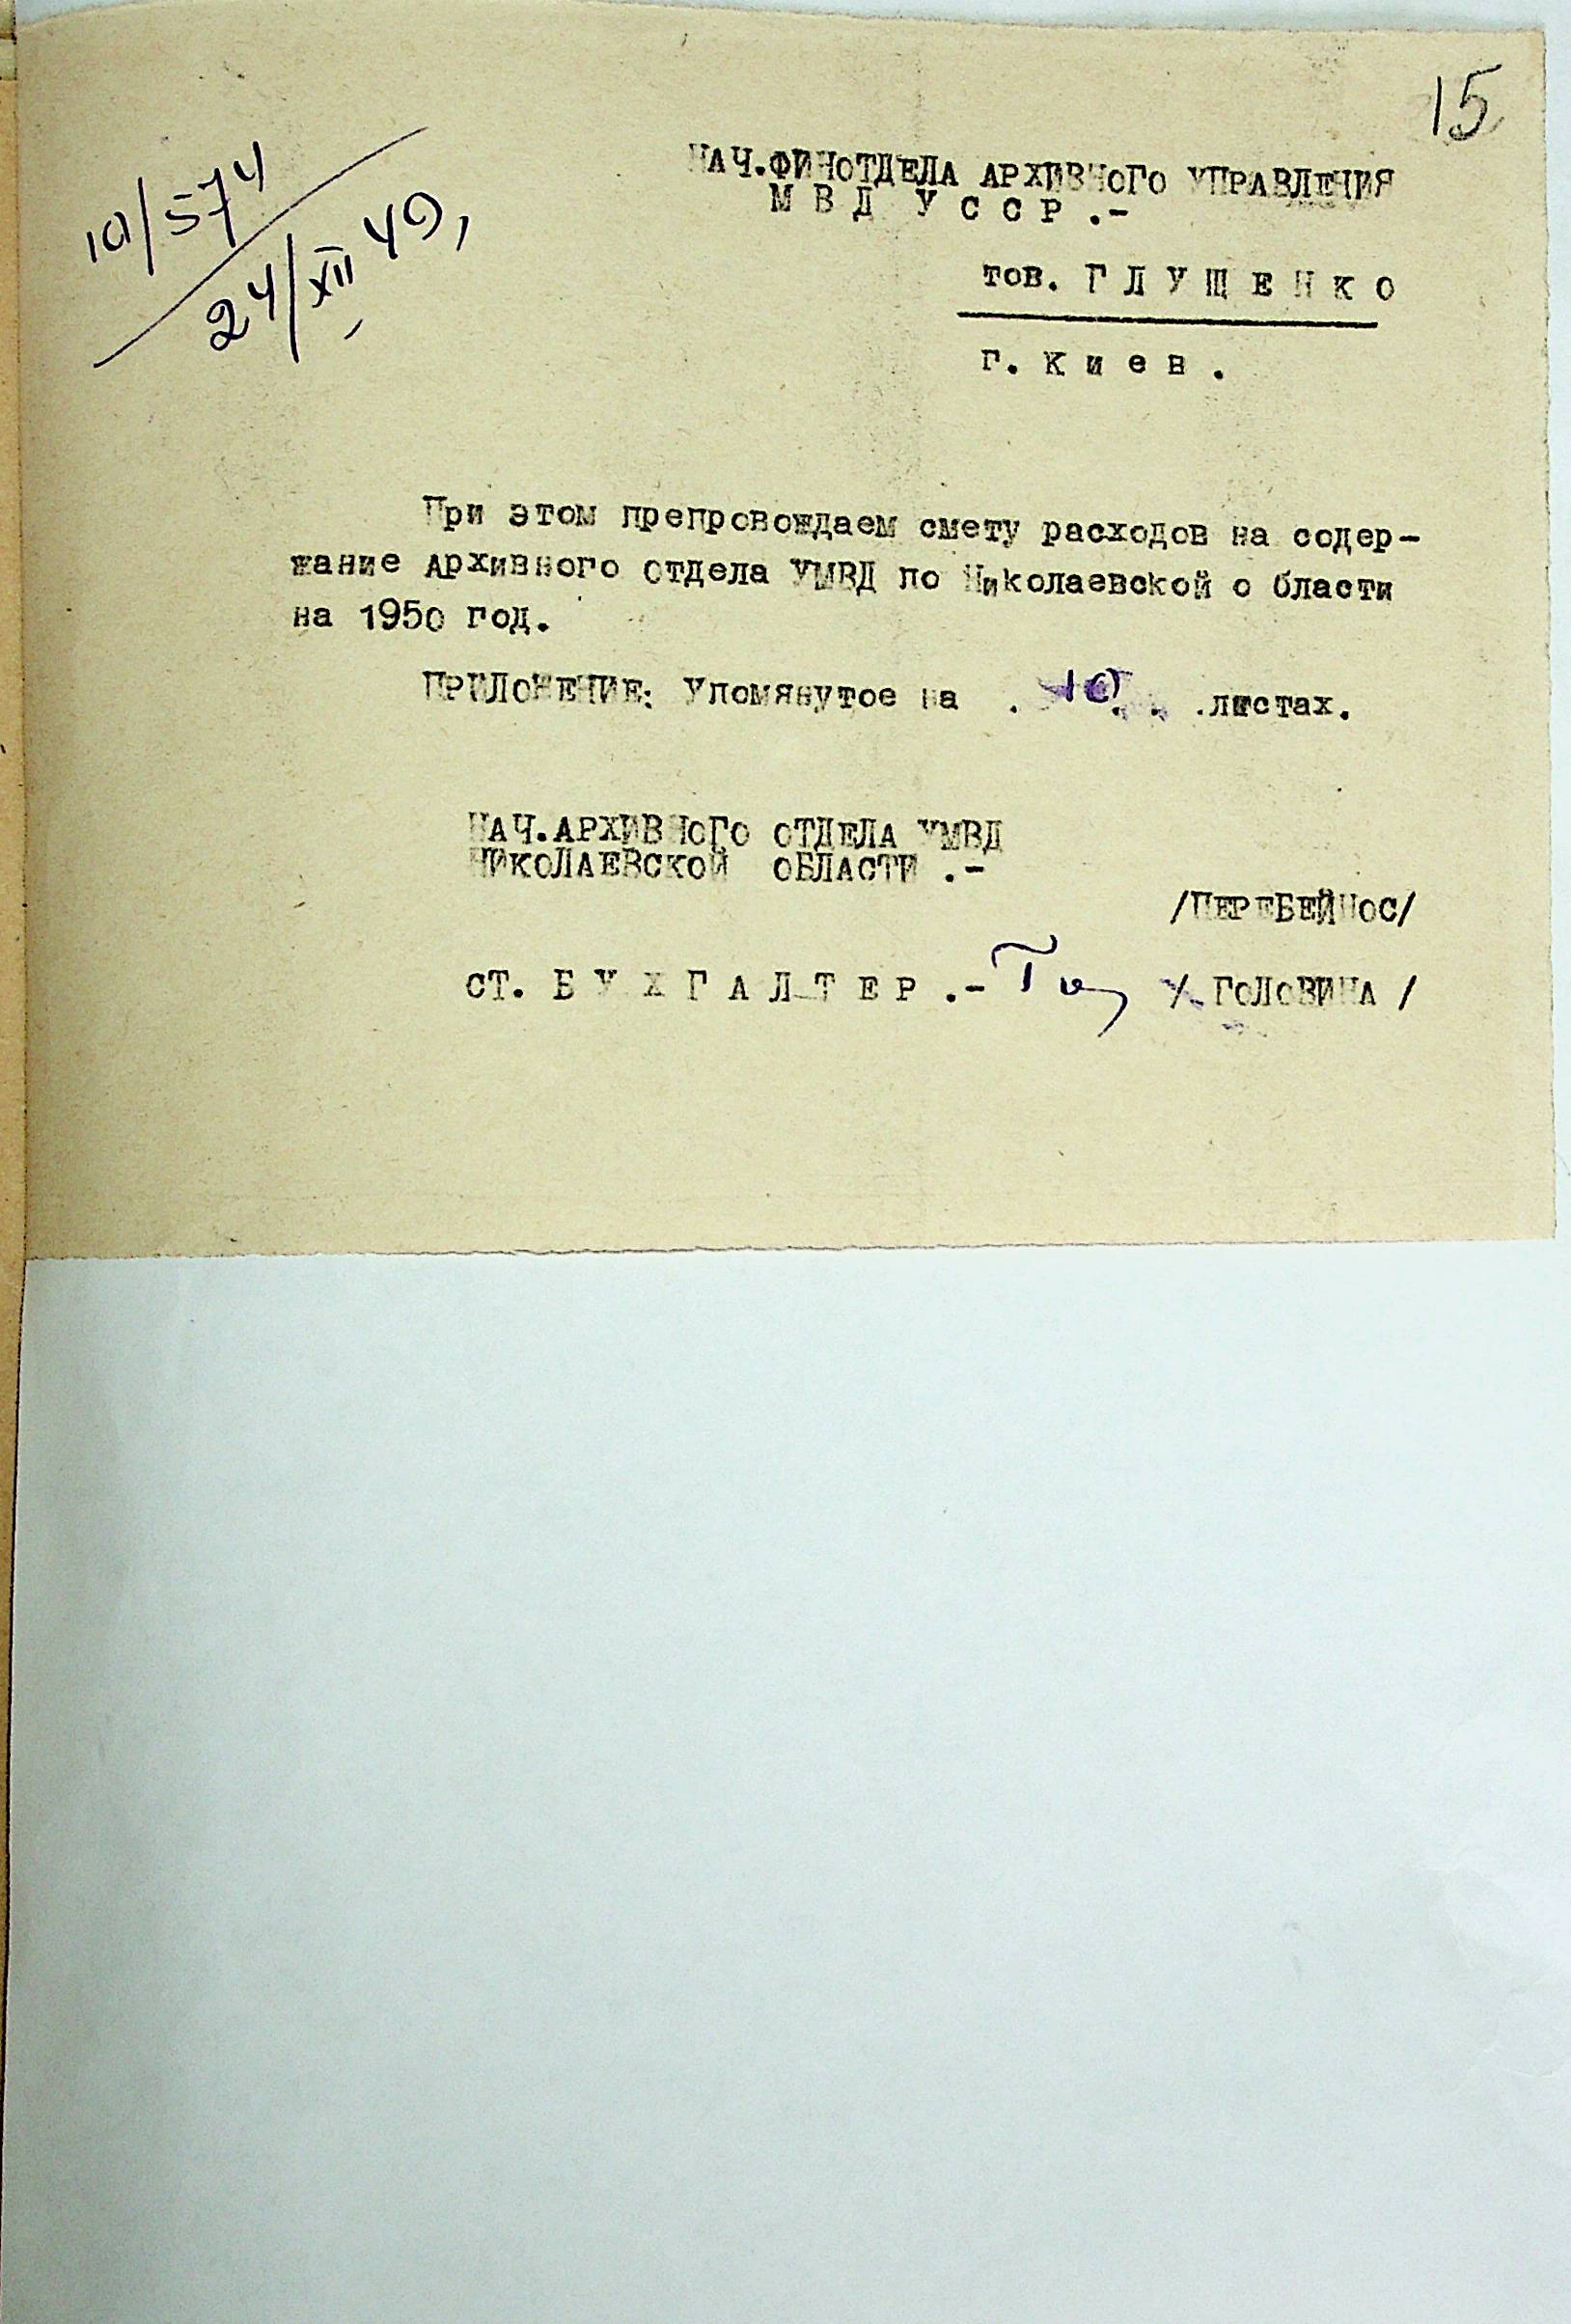 15
10/574
24/XII 49,
НАЧ.ФИНОТДЕЛА АРХИВНОГО УПРАВЛЕНИЯ
М В Д У С С Р .-
тов. Г Л У Щ Е Н К О
г. К и е в .
При этом препровождаем смету расходов на содер-
жание Архивного Отдела УМВД по Николаевской о бласти
на 1950 год.
ПРИЛОЖЕНИЕ: Упомянутое на . 10. . .листах.
НАЧ.АРХИВНОГО ОТДЕЛА УМВД
НИКОЛАЕВСКОЙ ОБЛАСТИ .-
/ПЕРЕБЕЙНОС/
СТ. Б У Х Г А Л Т Е Р .- / ГОЛОВИНА /